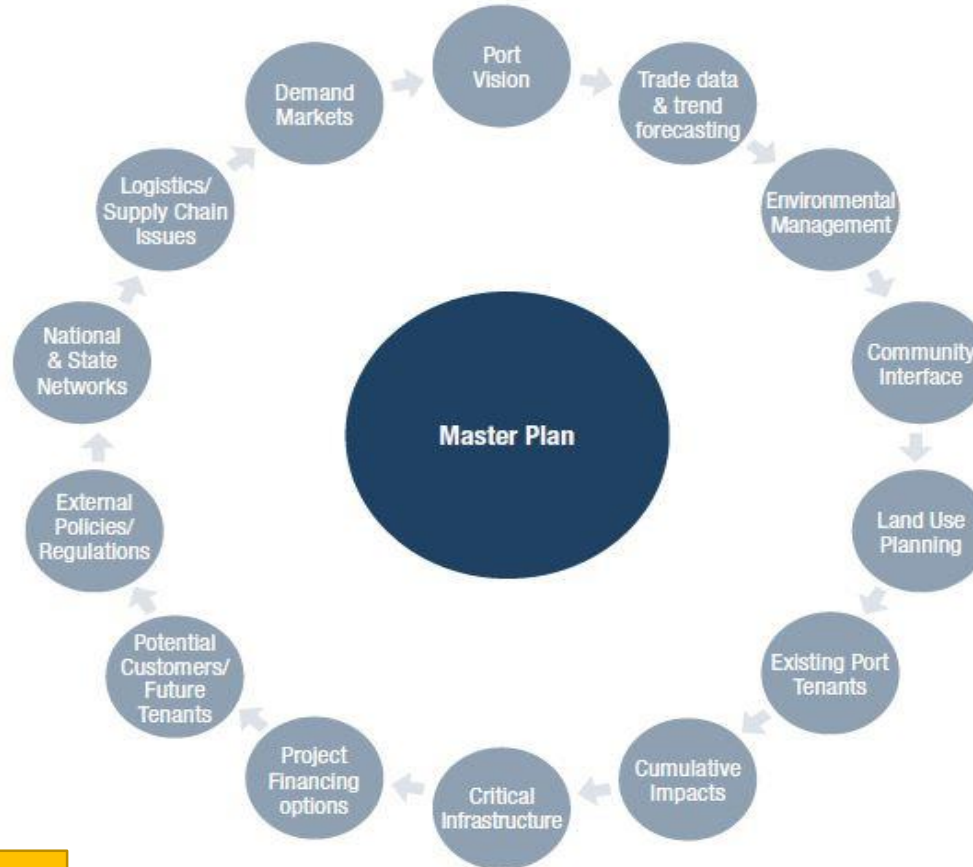 Port
Vision
Trade data
& trend
forecasting
Environmental
Management
Community
Interface
Land Use
Planning
Existing Port
Tenants
Cumulative
Impacts
Critical
Infrastructure
Project
Financing
options
Potential
Customers/
Future
Tenants
External
Policies/
Regulations
National
& State
Networks
Logistics/
Supply Chain
Issues
Demand
Markets
Master Plan